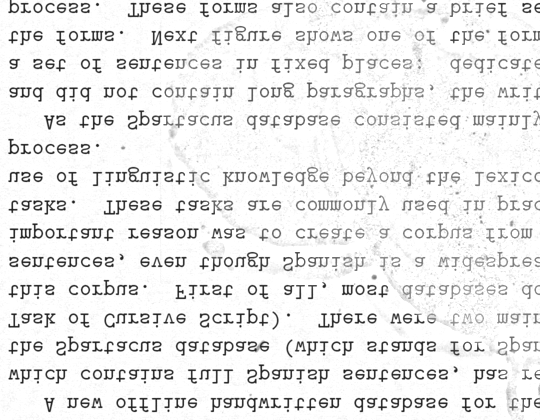 A new offline handwritten database for the
which contains full Spanish sentences, has re
the Spartacus database (which stands for Span
Task of Cursive Script). There were two main
this corpus. First of all, most databases do
sentences, even though Spanish is a widesprea
important reason was to create a corpus from
tasks. These tasks are commonly used in prac
use of linguistic knowledge beyond the lexico
process.
As the Spartacus database consisted mainly
and did not contain long paragraphs, the writ
a set of sentences in fixed places: dedicate
the forms. Next figure shows one of the form
process. These forms also contain a brief se